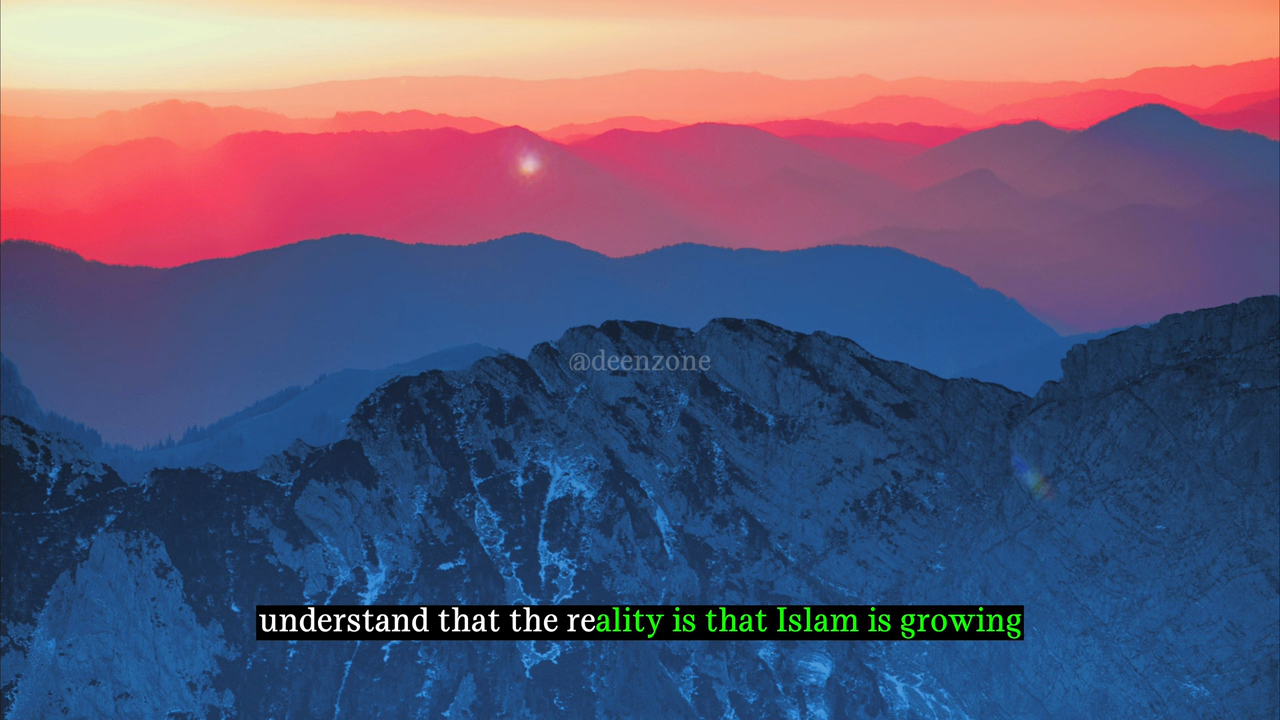 @deenzone
understand that the reality is that Islam is growing